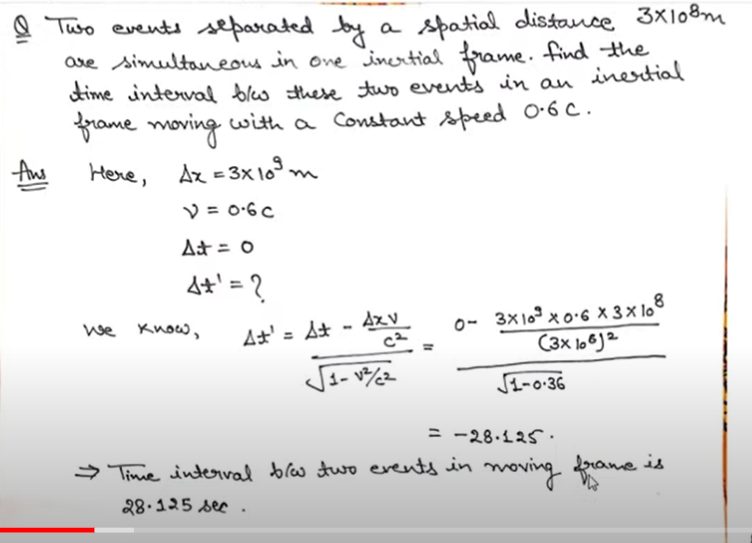 Q Two events separated by a spatial distance 3×10⁸m
are simultaneous in one inertial frame. find the
time interval b/w these two events in an inertial
frame moving with a constant speed 0.6 C.
Ans Here, Δx = 3×10⁹ m
v = 0.6c
Δt = 0
Δt' = ?
we know, Δt' = (Δt - Δxv/c²)/√(1-v²/c²) = (0- (3×10⁹ × 0.6 × 3×10⁸)/(3×10⁸)²)/√(1-0.36)
= -28.125.
⇒ Time interval b/w two events in moving frame is
28.125 sec.